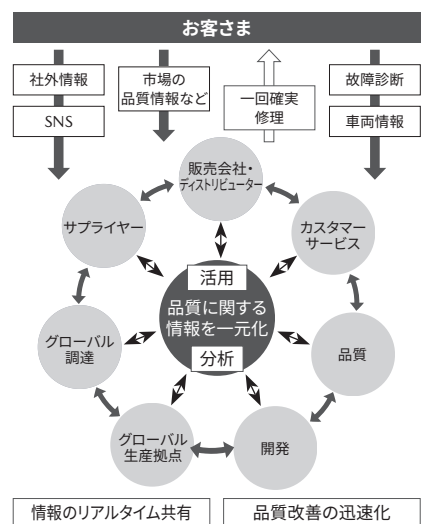 お客さま
社外情報
SNS
市場の
品質情報など
一回確実
修理
故障診断
車両情報
販売会社・
ディストリビューター
サプライヤー
カスタマー
サービス
活用
品質に関する
情報を一元化
分析
グローバル
調達
品質
グローバル
生産拠点
開発
情報のリアルタイム共有
品質改善の迅速化